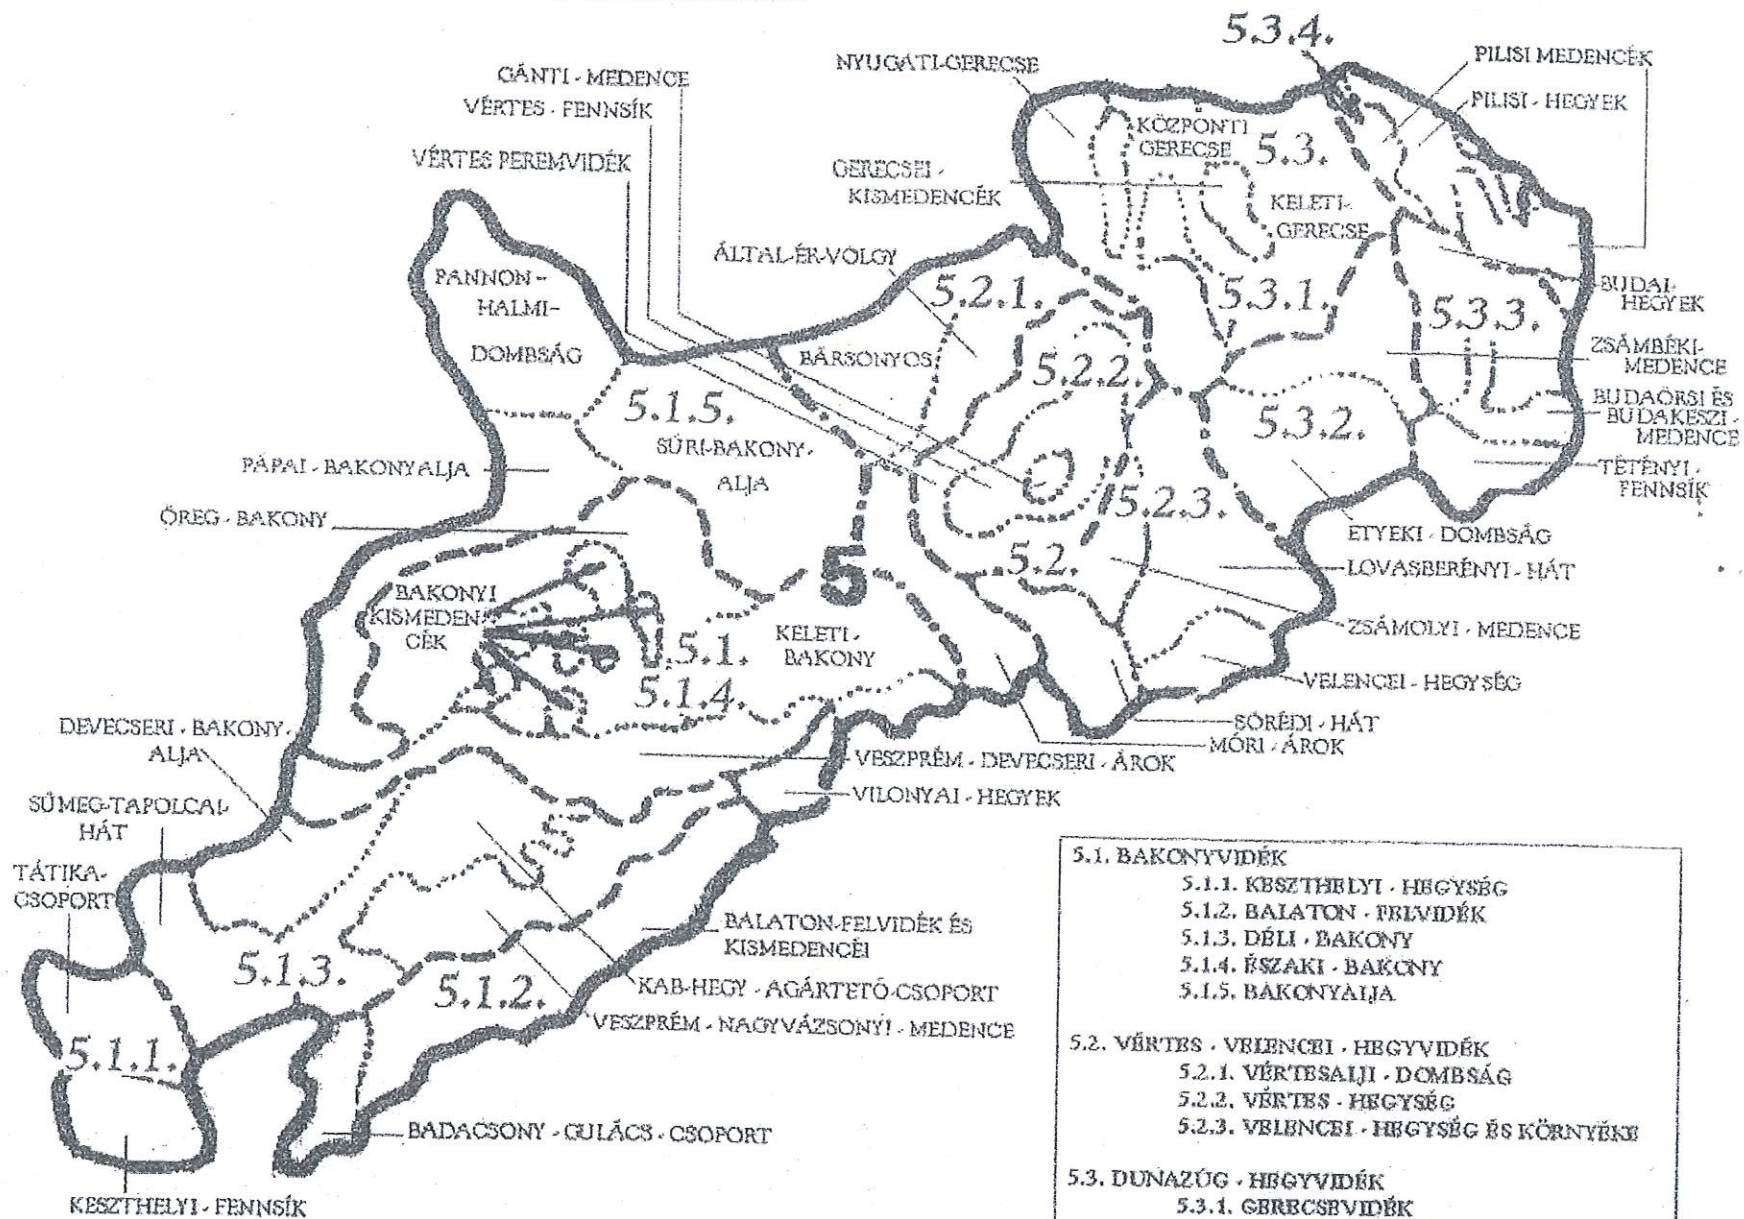 5.3.4.
PILISI MEDENCÉK
NYUGATI-GERECSE
GÁNTI - MEDENCE
PILISI - HEGYEK
VÉRTES - FENNSÍK
KÖZPONTI
GERECSE
5.3.
VÉRTES PEREMVIDÉK
GERECSEI -
KISMEDENCÉK
KELETI-
GERECSE
ÁLTAL-ÉR-VÖLGY
PANNON-
HALMI-
DOMBSÁG
5.2.1.
5.3.1.
BUDAI-
HEGYEK
5.3.3.
BÁRSONYOS
5.2.2.
ZSÁMBÉKI-
MEDENCE
5.1.5.
BUDAÖRSI ÉS
BUDAKESZI -
MEDENCE
5.3.2.
SÚRI-BAKONY-
ALJA
PÁPAI - BAKONYALJA
TÉTÉNYI -
FENNSÍK
5.2.3.
ÖREG - BAKONY
ETYEKI - DOMBSÁG
5.2.
LOVASBERÉNYI - HÁT
5
BAKONYI
KISMEDEN
CÉK
KELETI -
BAKONY
ZSÁMOLYI - MEDENCE
5.1.
5.1.4.
VELENCEI - HEGYSÉG
SÖRÉDI - HÁT
MÓRI - ÁROK
DEVECSERI - BAKONY-
ALJA
VESZPRÉM - DEVECSERI - ÁROK
VILONYAI - HEGYEK
SÜMEG-TAPOLCAI-
HÁT
TÁTIKA-
CSOPORT
BALATON-FELVIDÉK ÉS
KISMEDENCÉI
5.1.3.
5.1.2.
KAB-HEGY - AGÁRTETŐ-CSOPORT
VESZPRÉM - NAGYVÁZSONYI - MEDENCE
5.1.1.
BADACSONY - GULÁCS - CSOPORT
KESZTHELYI - FENNSÍK
5.1. BAKONYVIDÉK
5.1.1. KESZTHELYI - HEGYSÉG
5.1.2. BALATON - FELVIDÉK
5.1.3. DÉLI - BAKONY
5.1.4. ÉSZAKI - BAKONY
5.1.5. BAKONYALJA
5.2. VÉRTES - VELENCEI - HEGYVIDÉK
5.2.1. VÉRTESALJI - DOMBSÁG
5.2.2. VÉRTES - HEGYSÉG
5.2.3. VELENCEI - HEGYSÉG ÉS KÖRNYÉKE
5.3. DUNAZÚG - HEGYVIDÉK
5.3.1. GERECSEVIDÉK